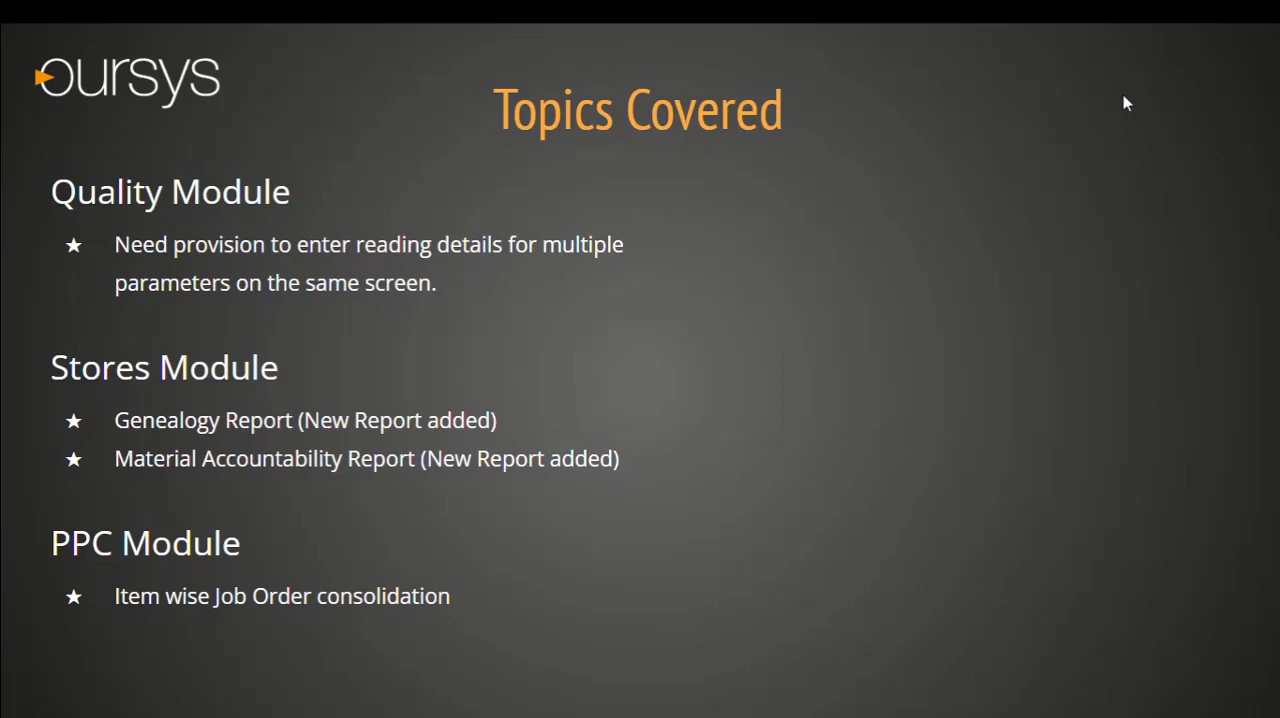 oursys
Topics Covered
Quality Module
★ Need provision to enter reading details for multiple
parameters on the same screen.
Stores Module
★ Genealogy Report (New Report added)
★ Material Accountability Report (New Report added)
PPC Module
★ Item wise Job Order consolidation